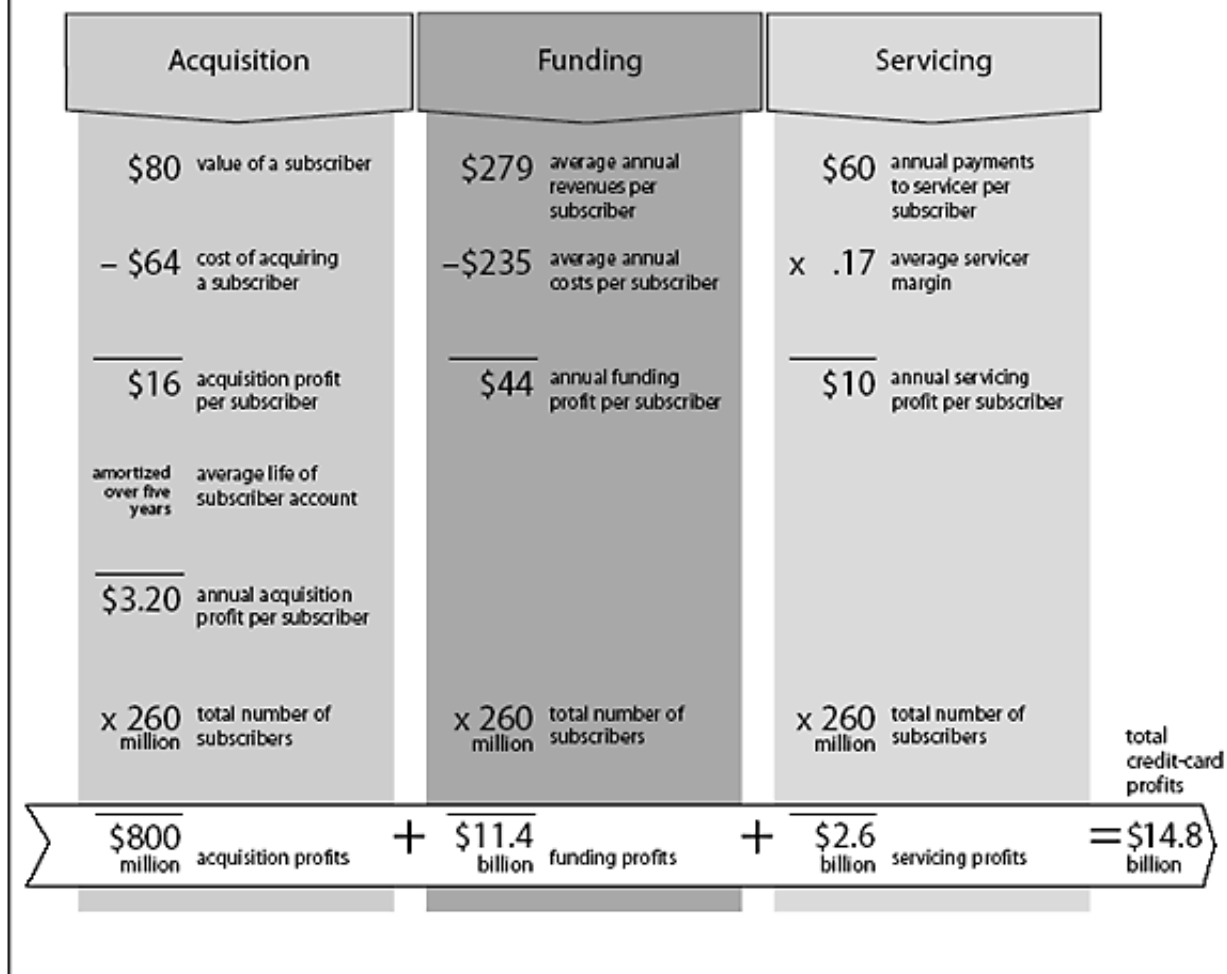 Acquisition
$80 value of a subscriber
– $64 cost of acquiring
a subscriber
$16 acquisition profit
per subscriber
amortized
over five
years
average life of
subscriber account
$3.20 annual acquisition
profit per subscriber
x 260
million
total number of
subscribers
$800
million
acquisition profits
Funding
$279 average annual
revenues per
subscriber
–$235 average annual
costs per subscriber
$44 annual funding
profit per subscriber
x 260
million
total number of
subscribers
+
$11.4
billion
funding profits
Servicing
$60 annual payments
to servicer per
subscriber
x .17 average servicer
margin
$10 annual servicing
profit per subscriber
x 260
million
total number of
subscribers
+
$2.6
billion
servicing profits
total
credit-card
profits
=$14.8
billion